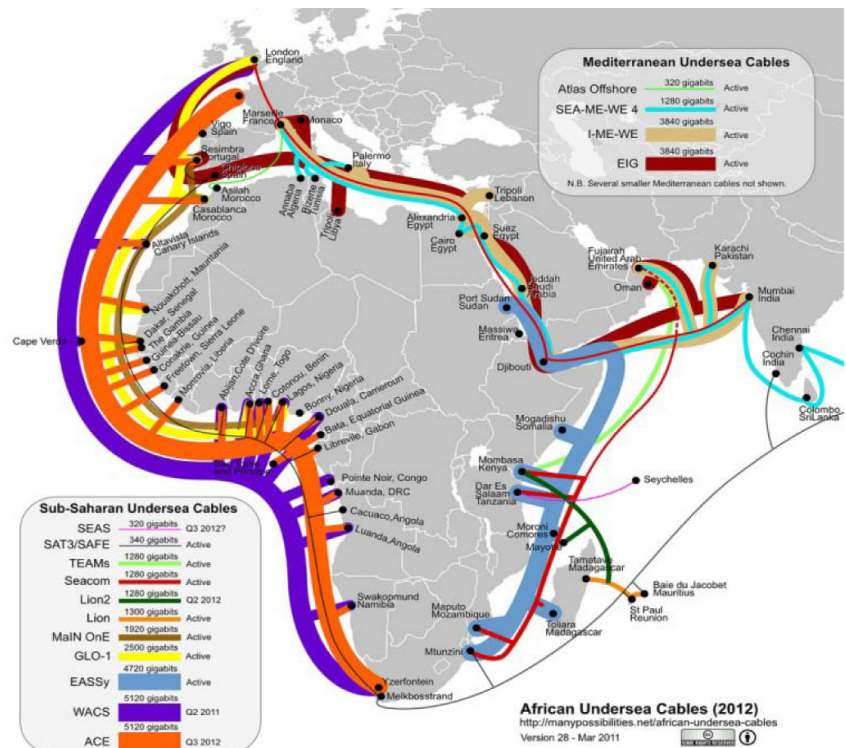 London
England
Vigo
Spain
Marseille
France
Monaco
Sesimbra
Portugal
Chipiona
Spain
Palermo
Italy
Asilah
Morocco
Casablanca
Morocco
Annaba
Algeria
Bizerte
Tunisia
Tripoli
Libya
Tripoli
Lebanon
Alexandria
Egypt
Cairo
Egypt
Suez
Egypt
Altavista
Canary Islands
Jeddah
Saudi
Arabia
Fujairah
United Arab
Emirates
Oman
Karachi
Pakistan
Mumbai
India
Chennai
India
Cochin
India
Colombo
Sri Lanka
Port Sudan
Sudan
Massiwa
Eritrea
Djibouti
Cape Verde
Nouakchott, Mauritania
Dakar, Senegal
The Gambia
Guinea-Bissau
Conakrie, Guinea
Freetown, Sierra Leone
Monrovia, Liberia
Abijan,Cote D'Ivoire
Accra,Ghana
Lome, Togo
Cotonou, Benin
Lagos, Nigeria
Bonny, Nigeria
Douala, Cameroun
Bata, Equatorial Guinea
Libreville, Gabon
Pointe Noir, Congo
Muanda, DRC
Cacuaco,Angola
Luanda,Angola
Swakopmund
Namibia
Yzerfontein
Melkbosstrand
Mogadishu
Somalia
Mombasa
Kenya
Dar Es
Salaam
Tanzania
Seychelles
Moroni
Comores
Mayotte
Tamatave
Madagascar
Baie du Jacobet
Mauritius
St Paul
Reunion
Maputo
Mozambique
Toliara
Madagascar
Mtunzini
Mediterranean Undersea Cables
Atlas Offshore 320 gigabits Active
SEA-ME-WE 4 1280 gigabits Active
I-ME-WE 3840 gigabits Active
EIG 3840 gigabits Active
N.B. Several smaller Mediterranean cables not shown.
Sub-Saharan Undersea Cables
SEAS 320 gigabits Q3 2012?
SAT3/SAFE 340 gigabits Active
TEAMs 1280 gigabits Active
Seacom 1280 gigabits Active
Lion2 1280 gigabits Q2 2012
Lion 1300 gigabits Active
MaIN OnE 1920 gigabits Active
GLO-1 2500 gigabits Active
EASSy 4720 gigabits Active
WACS 5120 gigabits Q2 2011
ACE 5120 gigabits Q3 2012
African Undersea Cables (2012)
http://manypossibilities.net/african-undersea-cables
Version 28 - Mar 2011
cc
SOME RIGHTS RESERVED